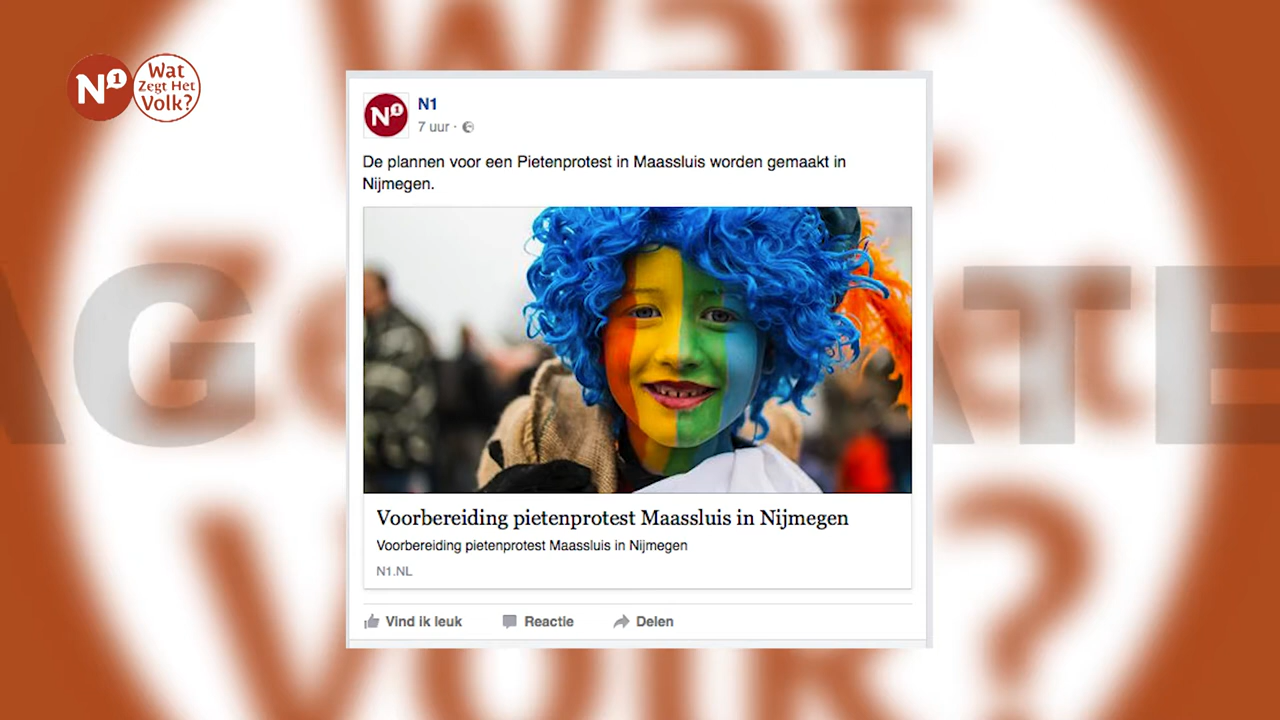 N1
Wat
Zegt Het
Volk?
N1
N1
7 uur ·
De plannen voor een Pietenprotest in Maassluis worden gemaakt in
Nijmegen.
Voorbereiding pietenprotest Maassluis in Nijmegen
Voorbereiding pietenprotest Maassluis in Nijmegen
N1.NL
Vind ik leuk
Reactie
Delen